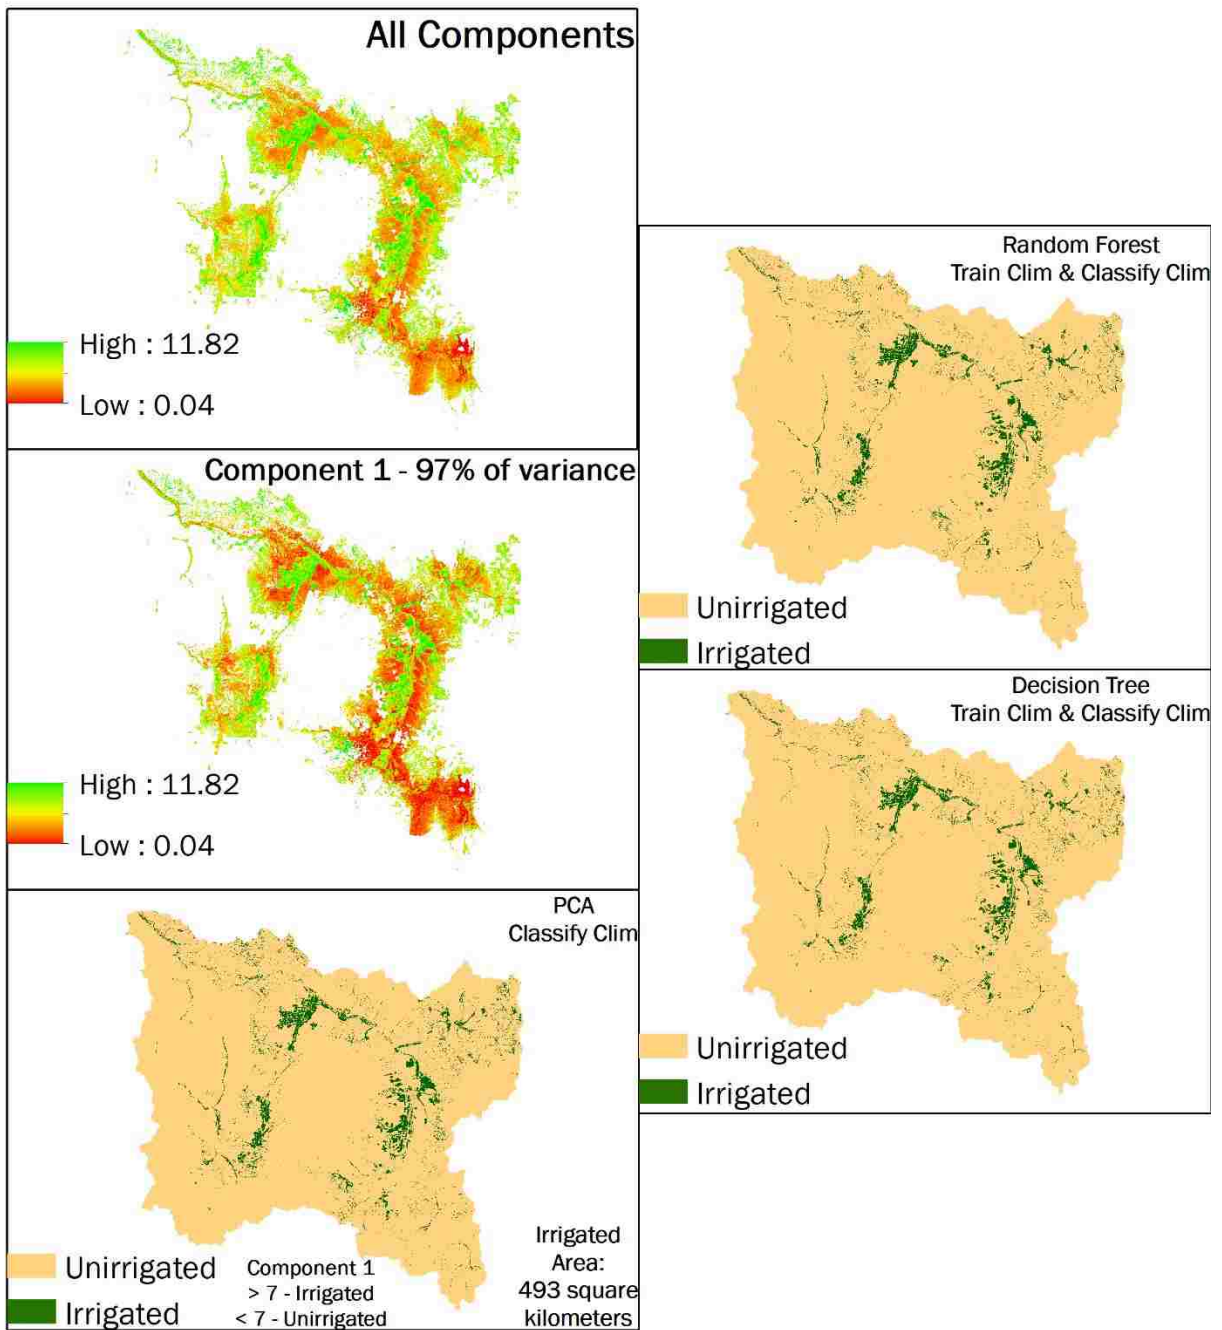 All Components
High : 11.82
Low : 0.04
Component 1 - 97% of variance
High : 11.82
Low : 0.04
PCA
Classify Clim
Unirrigated
Irrigated
Component 1
> 7 - Irrigated
< 7 - Unirrigated
Irrigated
Area:
493 square
kilometers
Random Forest
Train Clim & Classify Clim
Unirrigated
Irrigated
Decision Tree
Train Clim & Classify Clim
Unirrigated
Irrigated